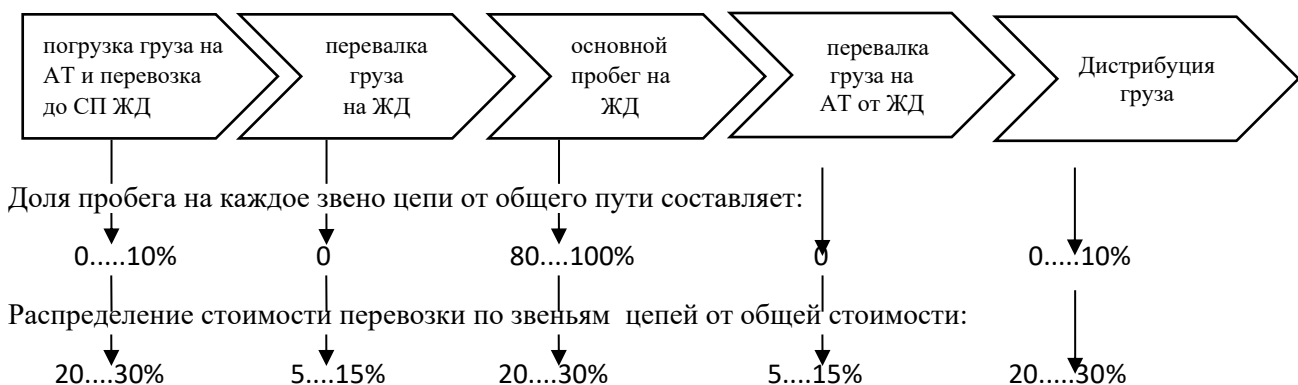 погрузка груза на
АТ и перевозка
до СП ЖД
перевалка
груза
на ЖД
основной
пробег на
ЖД
перевалка
груза на
АТ от ЖД
Дистрибуция
груза
Доля пробега на каждое звено цепи от общего пути составляет:
0.....10% 0 80....100% 0 0.....10%
Распределение стоимости перевозки по звеньям цепей от общей стоимости:
20....30% 5....15% 20....30% 5....15% 20.....30%